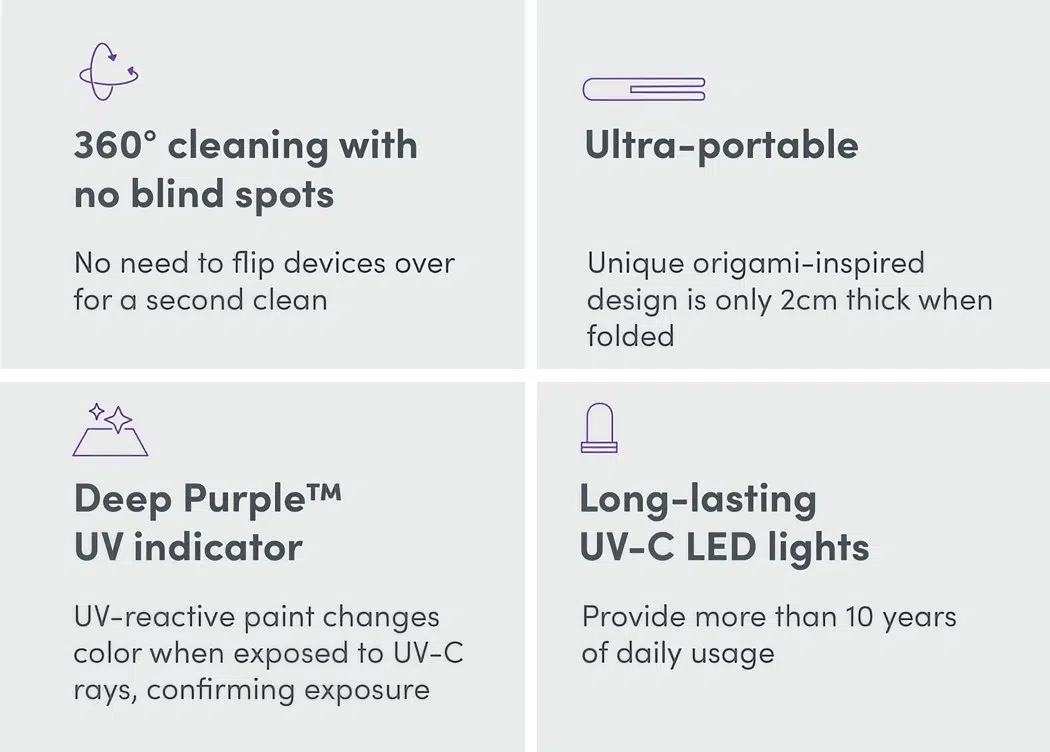 360° cleaning with
no blind spots
No need to flip devices over
for a second clean
Ultra-portable
Unique origami-inspired
design is only 2cm thick when
folded
Deep Purple™
UV indicator
UV-reactive paint changes
color when exposed to UV-C
rays, confirming exposure
Long-lasting
UV-C LED lights
Provide more than 10 years
of daily usage